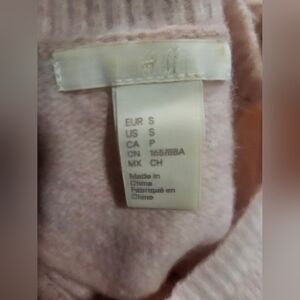 H&M
EUR S
US S
CA P
CN 165/88A
MX CH
Made in
China
Fabriqué en
Chine